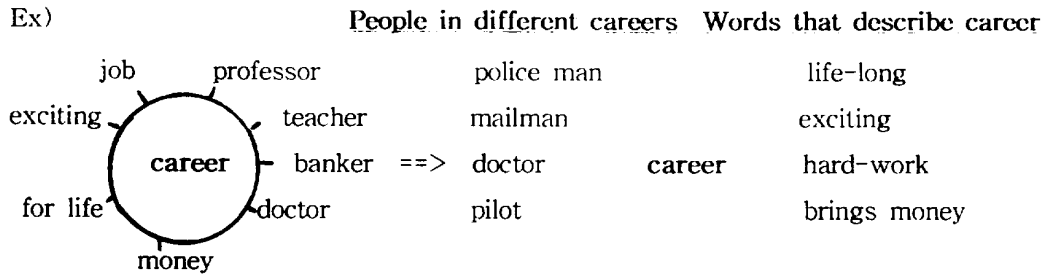 Ex) People in different careers Words that describe career
job professor police man life-long
exciting teacher mailman exciting
career banker ==> doctor career hard-work
for life doctor pilot brings money
money